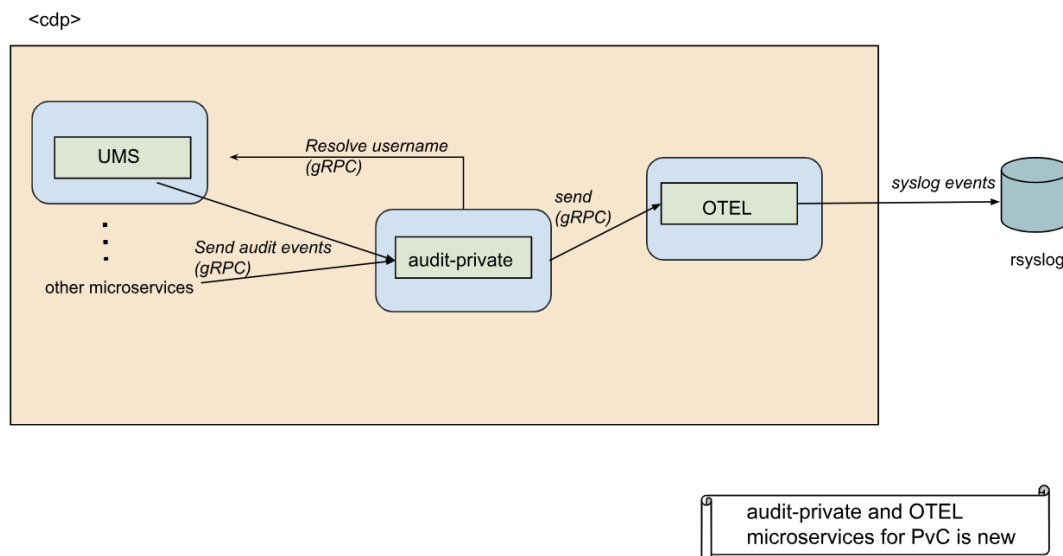 <cdp>
UMS
Resolve username
(gRPC)
send
(gRPC)
OTEL
syslog events
rsyslog
Send audit events
(gRPC)
audit-private
other microservices
audit-private and OTEL
microservices for PvC is new